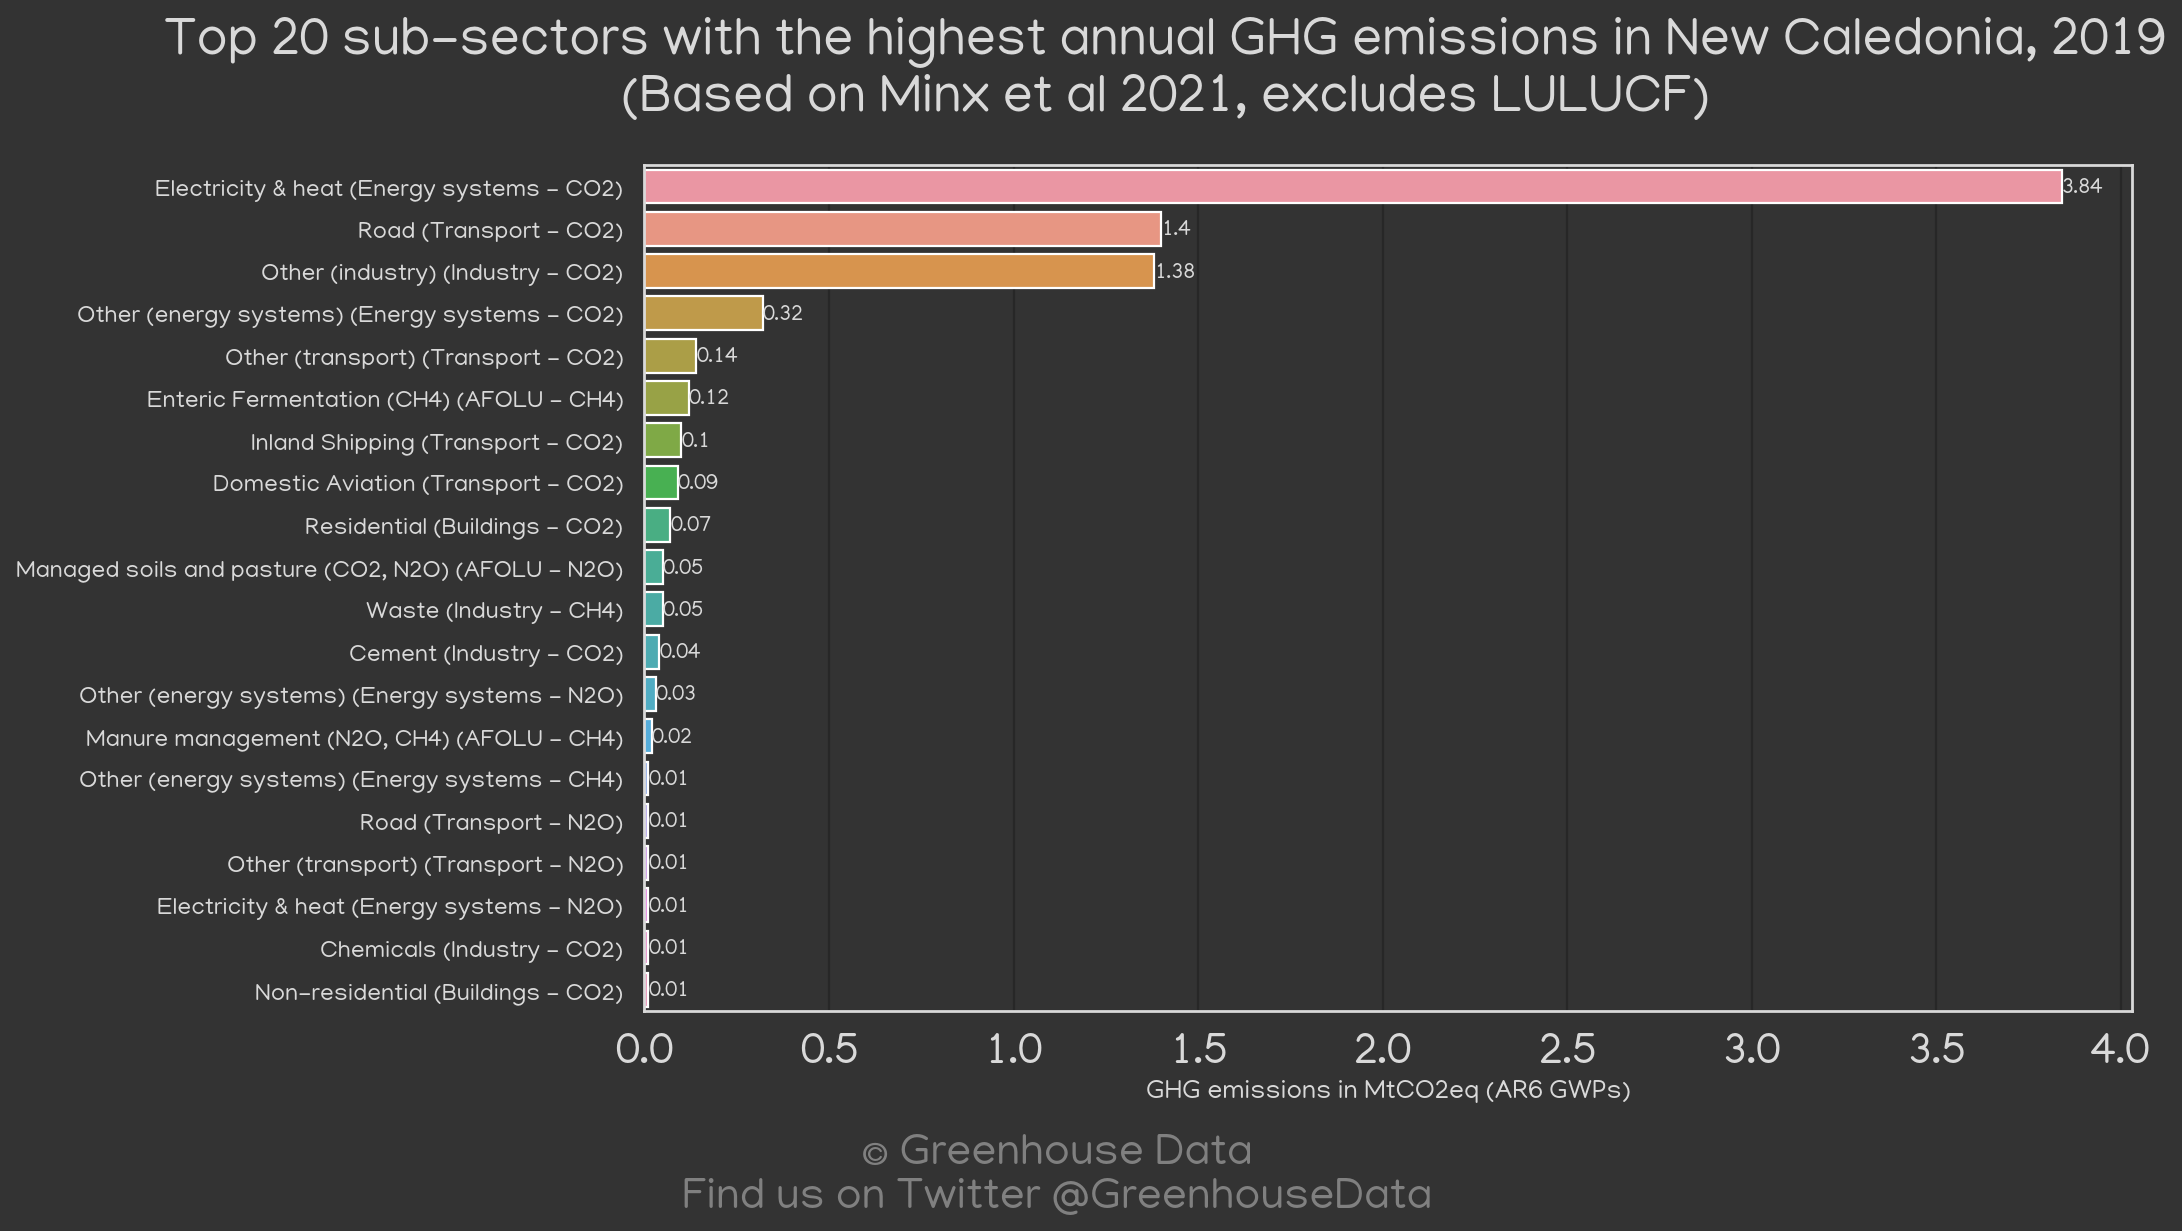 Top 20 sub-sectors with the highest annual GHG emissions in New Caledonia, 2019
(Based on Minx et al 2021, excludes LULUCF)
Electricity & heat (Energy systems - CO2) 3.84
Road (Transport - CO2) 1.4
Other (industry) (Industry - CO2) 1.38
Other (energy systems) (Energy systems - CO2) 0.32
Other (transport) (Transport - CO2) 0.14
Enteric Fermentation (CH4) (AFOLU - CH4) 0.12
Inland Shipping (Transport - CO2) 0.1
Domestic Aviation (Transport - CO2) 0.09
Residential (Buildings - CO2) 0.07
Managed soils and pasture (CO2, N2O) (AFOLU - N2O) 0.05
Waste (Industry - CH4) 0.05
Cement (Industry - CO2) 0.04
Other (energy systems) (Energy systems - N2O) 0.03
Manure management (N2O, CH4) (AFOLU - CH4) 0.02
Other (energy systems) (Energy systems - CH4) 0.01
Road (Transport - N2O) 0.01
Other (transport) (Transport - N2O) 0.01
Electricity & heat (Energy systems - N2O) 0.01
Chemicals (Industry - CO2) 0.01
Non-residential (Buildings - CO2) 0.01
0.0 0.5 1.0 1.5 2.0 2.5 3.0 3.5 4.0
GHG emissions in MtCO2eq (AR6 GWPs)
© Greenhouse Data
Find us on Twitter @GreenhouseData